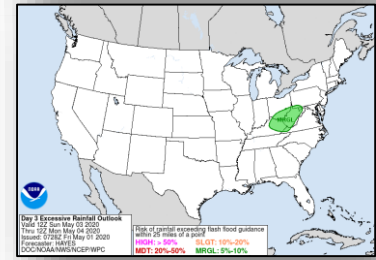 MRGL
NOAA
Day 3 Excessive Rainfall Outlook
Valid 12Z Sun May 03 2020
Thru 12Z Mon May 04 2020
Issued: 0728Z Fri May 01 2020
Forecaster: HAYES
DOC/NOAA/NWS/NCEP/WPC
Risk of rainfall exceeding flash flood guidance
within 25 miles of a point.
HIGH: > 50% SLGT: 10%-20%
MDT: 20%-50% MRGL: 5%-10%